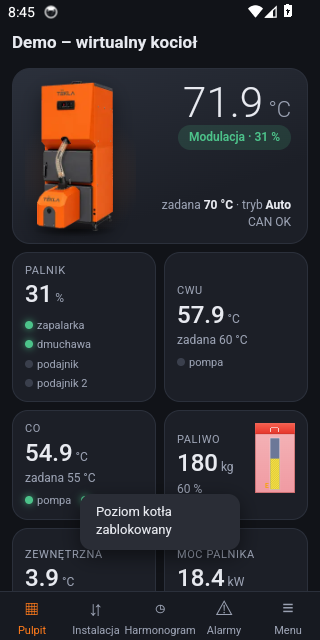 8:45
Demo – wirtualny kocioł
TEKLA
TEKLA
71.9 °C
Modulacja · 31 %
zadana 70 °C · tryb Auto
CAN OK
PALNIK
31 %
zapalarka
dmuchawa
podajnik
podajnik 2
CWU
57.9 °C
zadana 60 °C
pompa
CO
54.9 °C
zadana 55 °C
pompa
PALIWO
180 kg
60 %
Poziom kotła
zablokowany
ZEWNĘTRZNA
3.9 °C
MOC PALNIKA
18.4 kW
Pulpit
Instalacja
Harmonogram
Alarmy
Menu